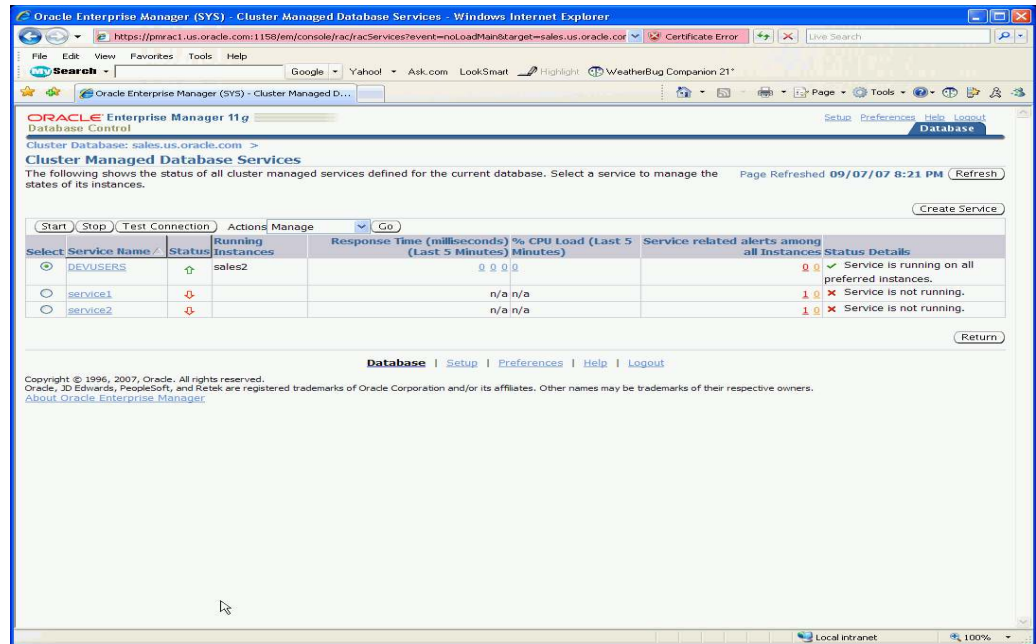 Oracle Enterprise Manager (SYS) - Cluster Managed Database Services - Windows Internet Explorer
https://pmrac1.us.oracle.com:1158/em/console/rac/racServices?event=noLoadMain&target=sales.us.oracle.cor Certificate Error Live Search
File Edit View Favorites Tools Help
My Search Google Yahoo! Ask.com LookSmart Highlight WeatherBug Companion 21°
Oracle Enterprise Manager (SYS) - Cluster Managed D... Page Tools
ORACLE Enterprise Manager 11g Setup Preferences Help Logout
Database Control Database
Cluster Database: sales.us.oracle.com >
Cluster Managed Database Services
The following shows the status of all cluster managed services defined for the current database. Select a service to manage the states of its instances.
Page Refreshed 09/07/07 8:21 PM Refresh
Create Service
Start Stop Test Connection Actions Manage Go
Select Service Name Status Running Instances Response Time (milliseconds) (Last 5 Minutes) % CPU Load (Last 5 Minutes) Service related alerts among all Instances Status Details
DEVUSERS sales2 0 0 0 0 0 0 Service is running on all preferred instances.
service1 n/a n/a 1 0 Service is not running.
service2 n/a n/a 1 0 Service is not running.
Return
Database | Setup | Preferences | Help | Logout
Copyright © 1996, 2007, Oracle. All rights reserved.
Oracle, JD Edwards, PeopleSoft, and Retek are registered trademarks of Oracle Corporation and/or its affiliates. Other names may be trademarks of their respective owners.
About Oracle Enterprise Manager
Local intranet 100%